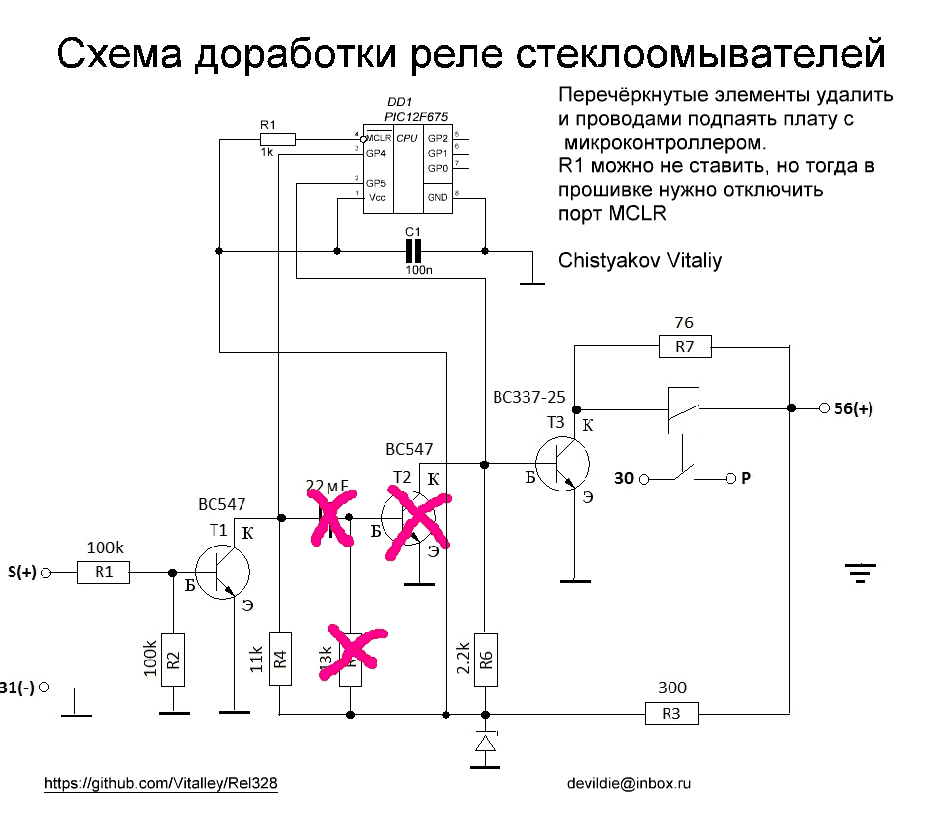 Схема доработки реле стеклоомывателей
Перечёркнутые элементы удалить
и проводами подпаять плату с
микроконтроллером.
R1 можно не ставить, но тогда в
прошивке нужно отключить
порт MCLR
Chistyakov Vitaliy
DD1
PIC12F675
R1
1k
4 MCLR CPU GP2 5
3 GP4 GP1 6
GP0 7
2 GP5
1 Vcc GND 8
C1
100n
76
R7
BC337-25
T3 К
Б
Э
56(+)
30 P
BC547
T2 К
Б
Э
22
BC547
T1 К
Б
Э
100k
S(+) R1
100k R2
11k R4
13k
2.2k R6
31(-)
300
R3
https://github.com/Vitalley/Rel328
devildie@inbox.ru